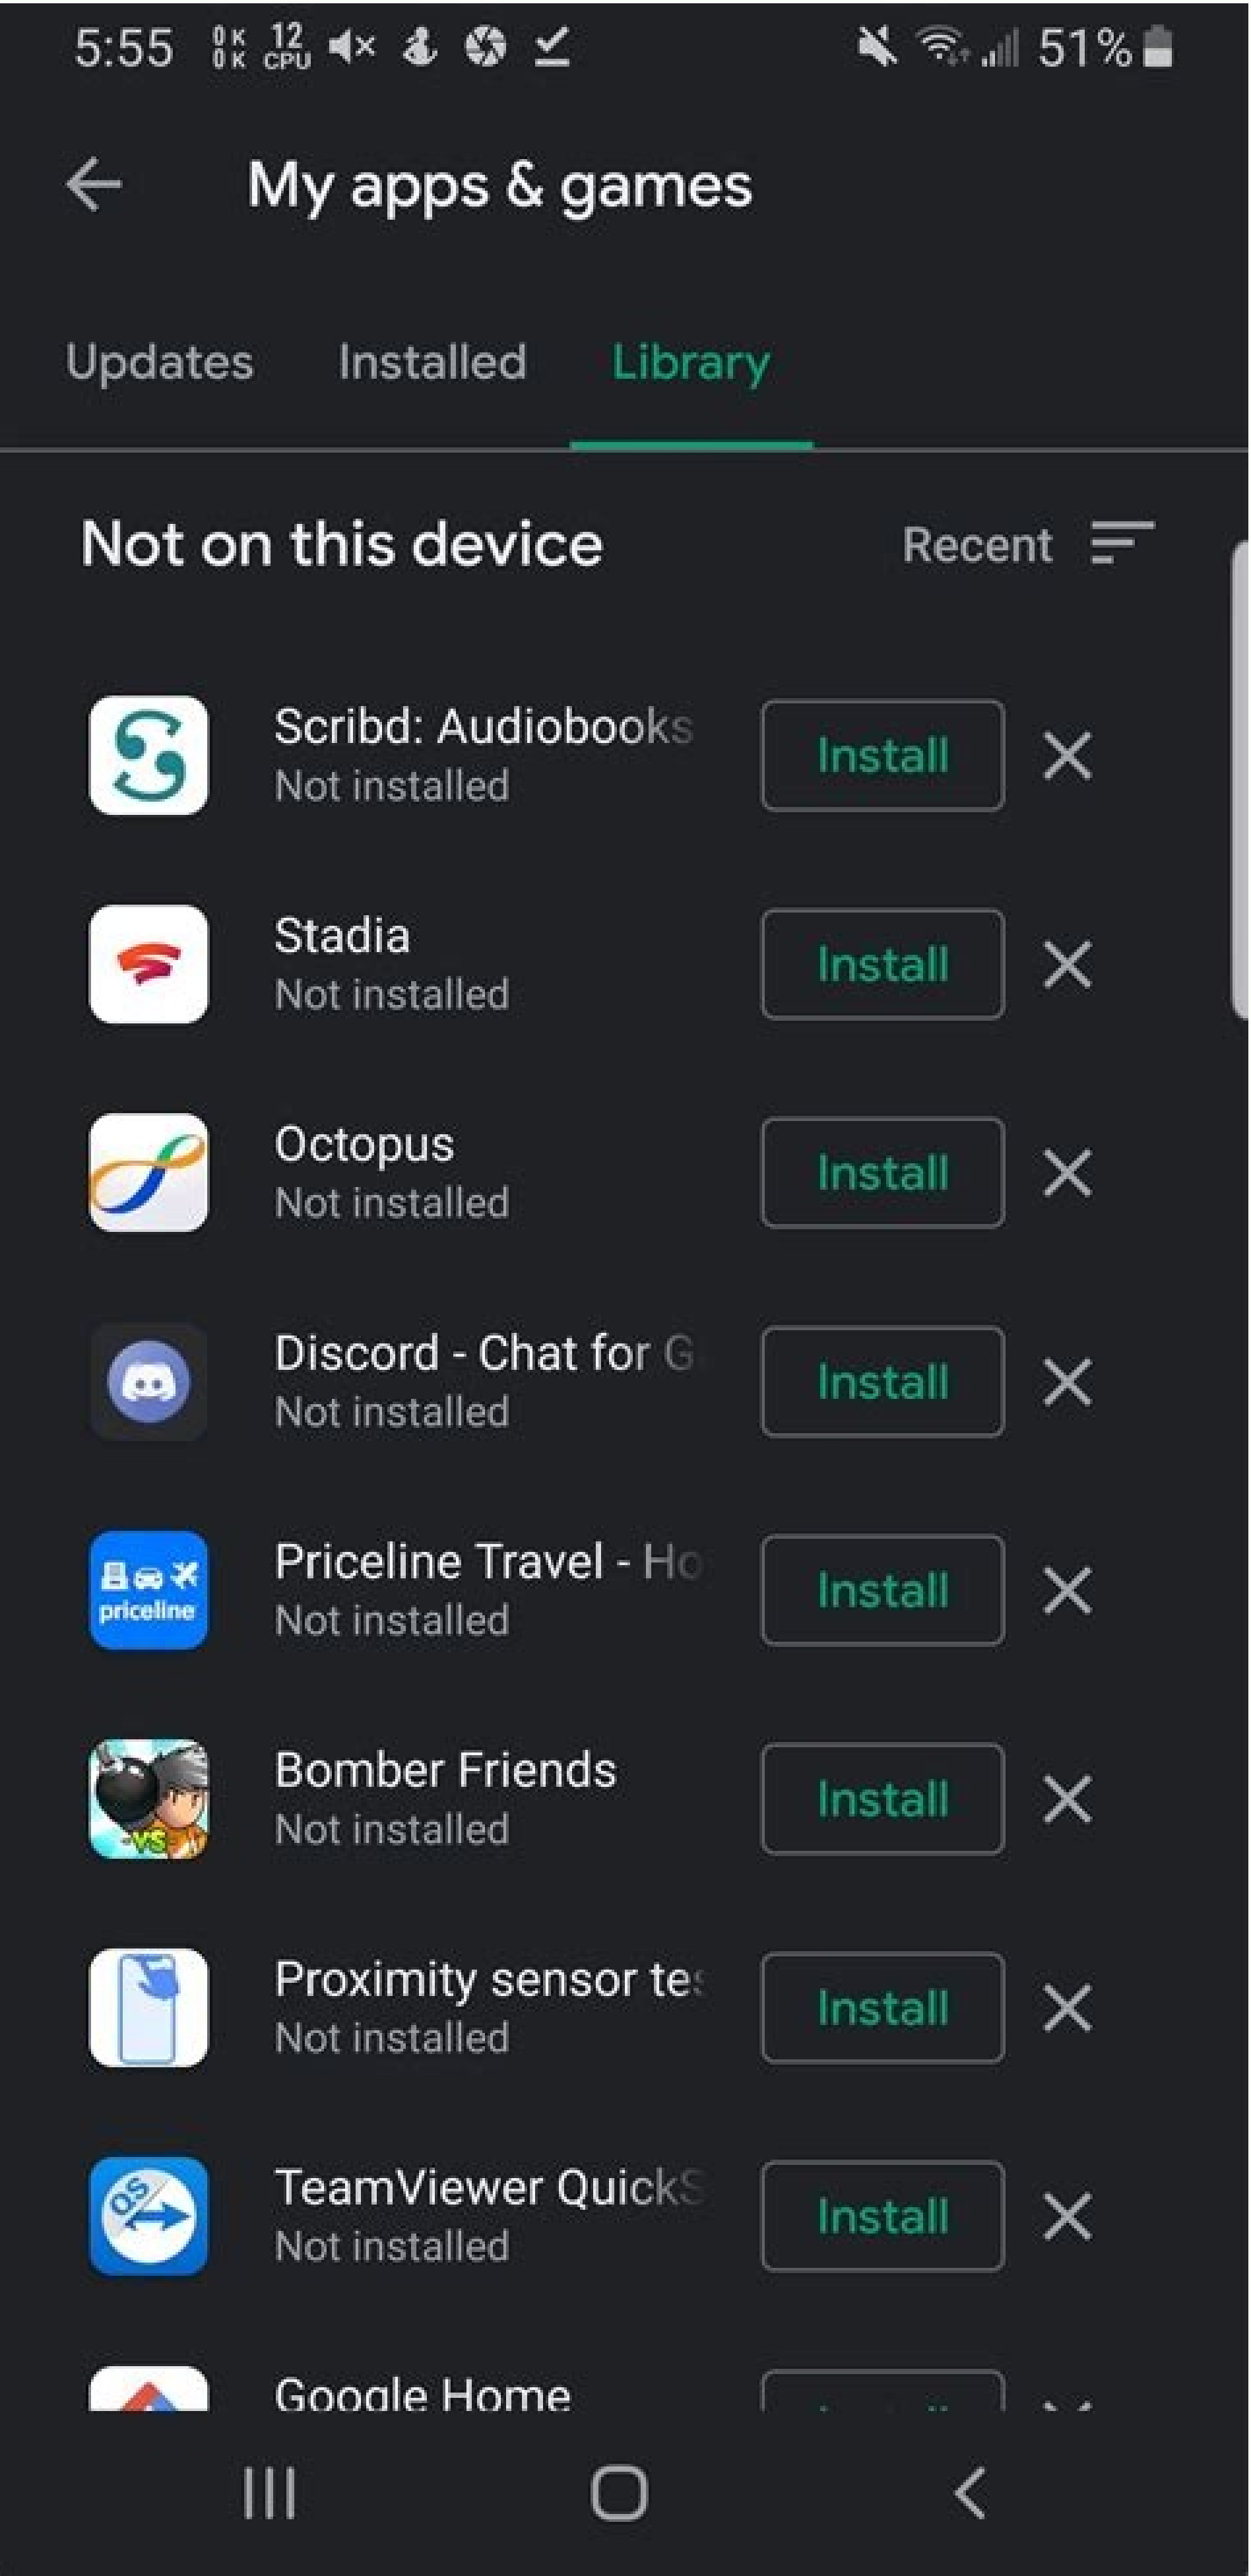 5:55 0K 0K 12 CPU 51%
My apps & games
Updates Installed Library
Not on this device Recent
Scribd: Audiobooks
Not installed
Install
Stadia
Not installed
Install
Octopus
Not installed
Install
Discord - Chat for G
Not installed
Install
priceline
Priceline Travel - Ho
Not installed
Install
VS
Bomber Friends
Not installed
Install
Proximity sensor tes
Not installed
Install
QS
TeamViewer QuickS
Not installed
Install
Google Home